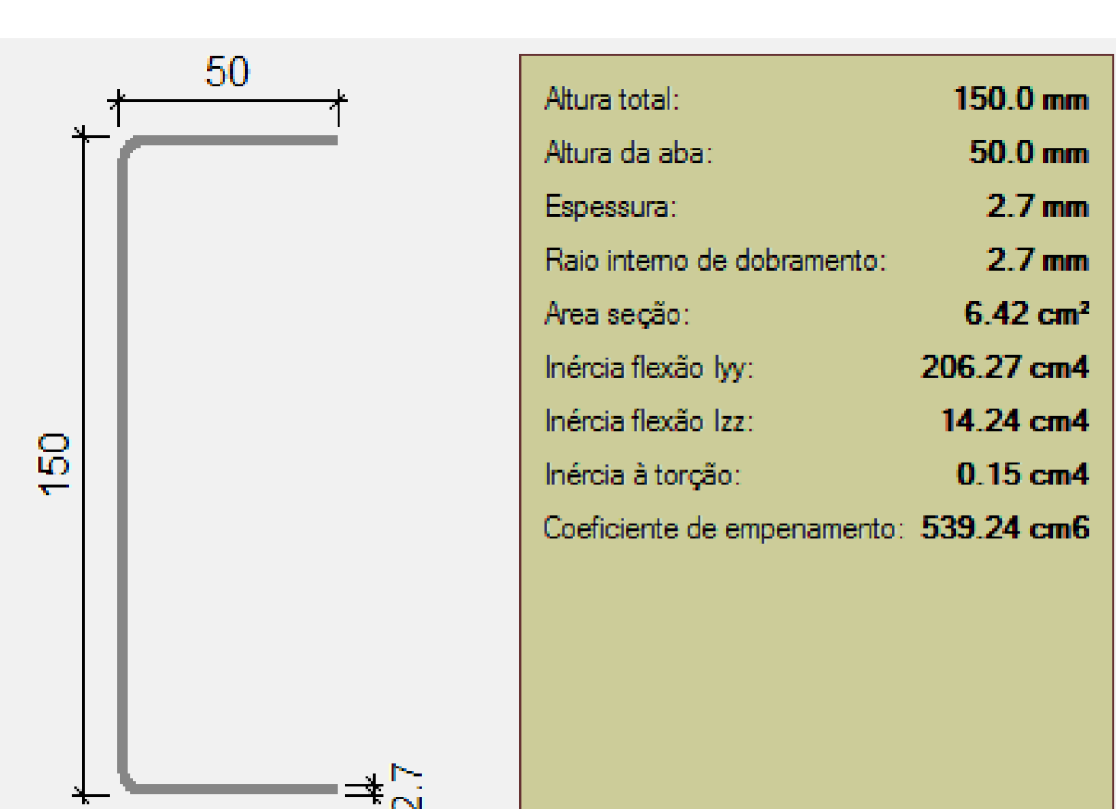 50
150
2.7
Altura total: 150.0 mm
Altura da aba: 50.0 mm
Espessura: 2.7 mm
Raio interno de dobramento: 2.7 mm
Area seção: 6.42 cm²
Inércia flexão Iyy: 206.27 cm4
Inércia flexão Izz: 14.24 cm4
Inércia à torção: 0.15 cm4
Coeficiente de empenamento: 539.24 cm6